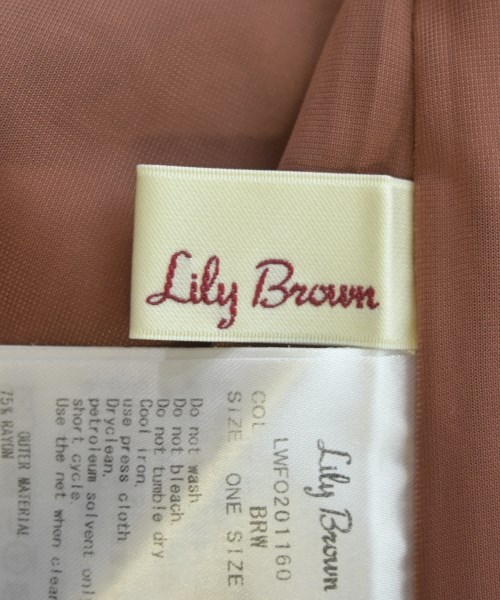 Lily Brown
Lily Brown
LWFO201160
COL BRW
SIZE ONE SIZE
Do not wash.
Do not bleach.
Do not tumble dry
Cool iron.
use press cloth
Dryclean.
petroleum solvent only
short cycle.
Use the net when clean
OUTER MATERIAL
75% RAYON